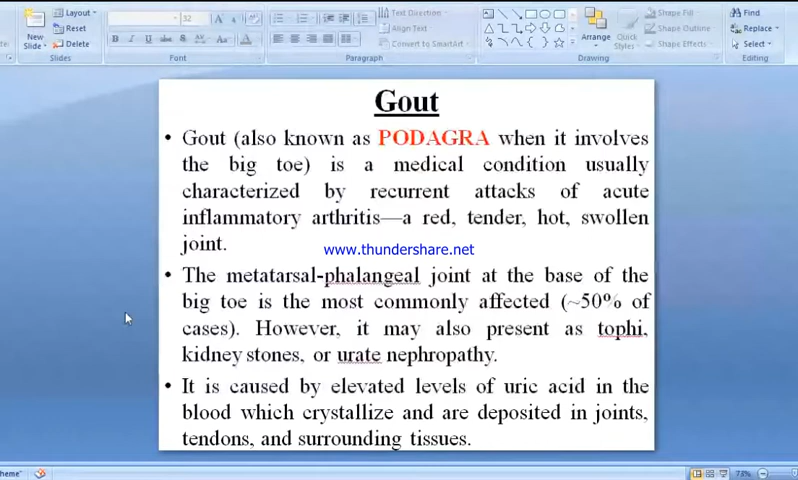 Layout
Text Direction
Shape Fill
Find
New
Slide
Reset
Align Text
Arrange
Quick
Styles
Shape Outline
Replace
Delete
Convert to SmartArt
Shape Effects
Select
Slides
Font
Paragraph
Drawing
Editing
Gout
• Gout (also known as PODAGRA when it involves
the big toe) is a medical condition usually
characterized by recurrent attacks of acute
inflammatory arthritis—a red, tender, hot, swollen
joint.
www.thundershare.net
• The metatarsal-phalangeal joint at the base of the
big toe is the most commonly affected (~50% of
cases). However, it may also present as tophi,
kidney stones, or urate nephropathy.
• It is caused by elevated levels of uric acid in the
blood which crystallize and are deposited in joints,
tendons, and surrounding tissues.
heme"
73%